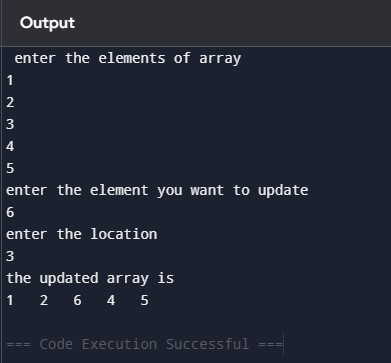 Output
enter the elements of array
1
2
3
4
5
enter the element you want to update
6
enter the location
3
the updated array is
1   2   6   4   5
=== Code Execution Successful ===